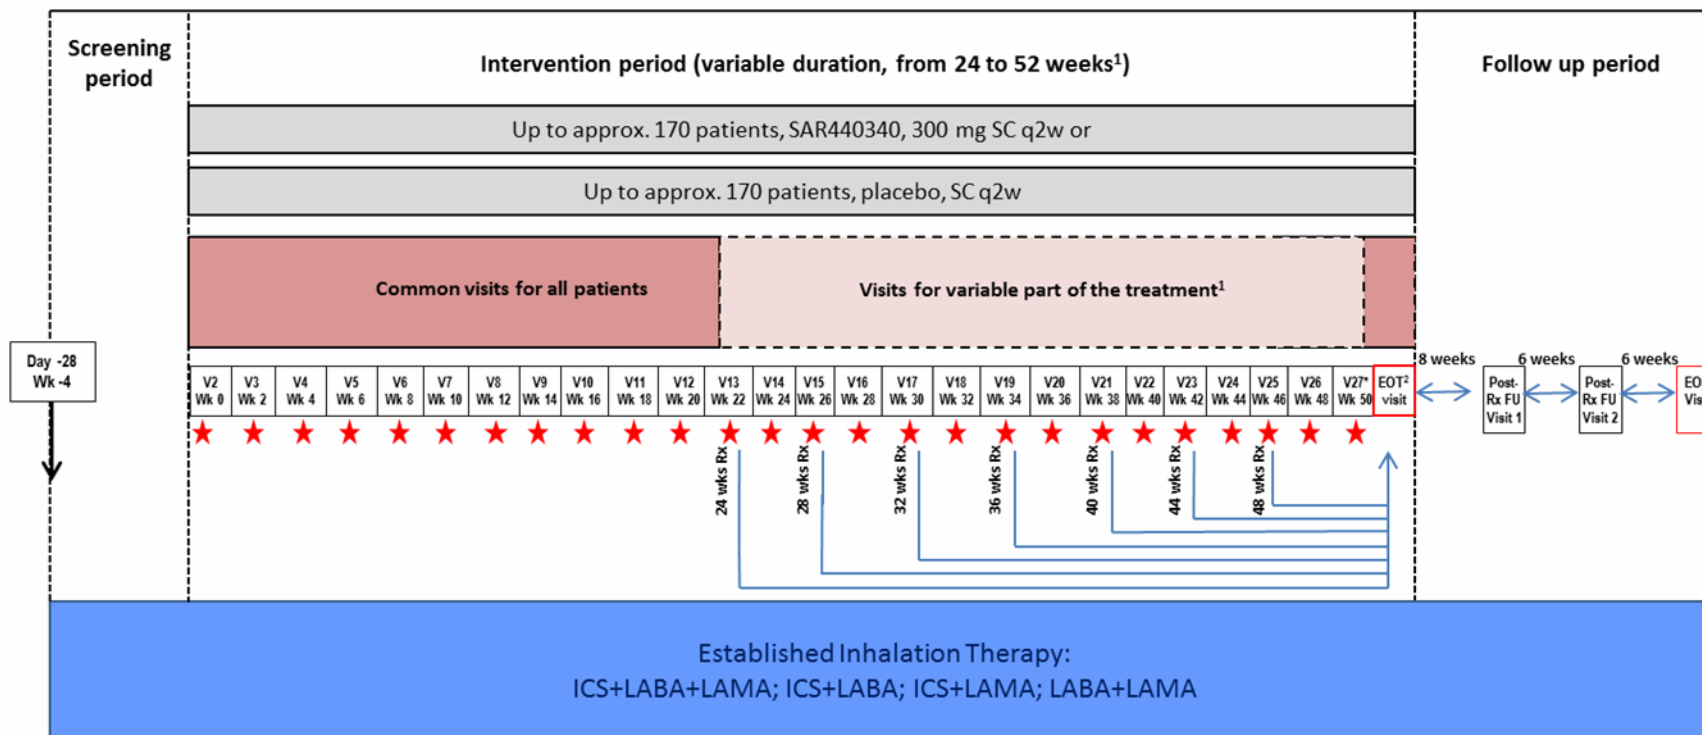 Screening
period
Intervention period (variable duration, from 24 to 52 weeks¹)
Follow up period
Up to approx. 170 patients, SAR440340, 300 mg SC q2w or
Up to approx. 170 patients, placebo, SC q2w
Common visits for all patients
Visits for variable part of the treatment¹
Day -28
Wk -4
V2
Wk 0
V3
Wk 2
V4
Wk 4
V5
Wk 6
V6
Wk 8
V7
Wk 10
V8
Wk 12
V9
Wk 14
V10
Wk 16
V11
Wk 18
V12
Wk 20
V13
Wk 22
V14
Wk 24
V15
Wk 26
V16
Wk 28
V17
Wk 30
V18
Wk 32
V19
Wk 34
V20
Wk 36
V21
Wk 38
V22
Wk 40
V23
Wk 42
V24
Wk 44
V25
Wk 46
V26
Wk 48
V27*
Wk 50
EOT²
visit
8 weeks
Post-
Rx FU
Visit 1
6 weeks
Post-
Rx FU
Visit 2
6 weeks
EO
Vis
24 wks Rx
28 wks Rx
32 wks Rx
36 wks Rx
40 wks Rx
44 wks Rx
48 wks Rx
Established Inhalation Therapy:
ICS+LABA+LAMA; ICS+LABA; ICS+LAMA; LABA+LAMA